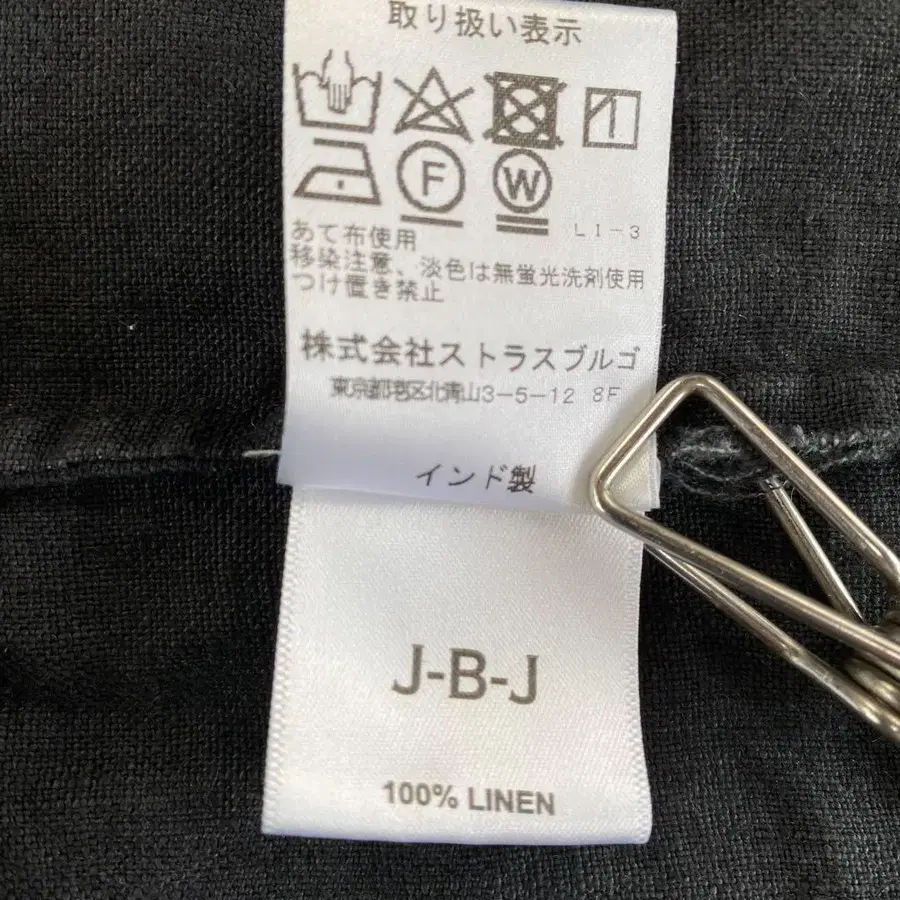 取り扱い表示
F
W
LI-3
あて布使用
移染注意、淡色は無蛍光洗剤使用
つけ置き禁止
株式会社ストラスブルゴ
東京都港区北青山3-5-12 8F
インド製
J-B-J
100% LINEN